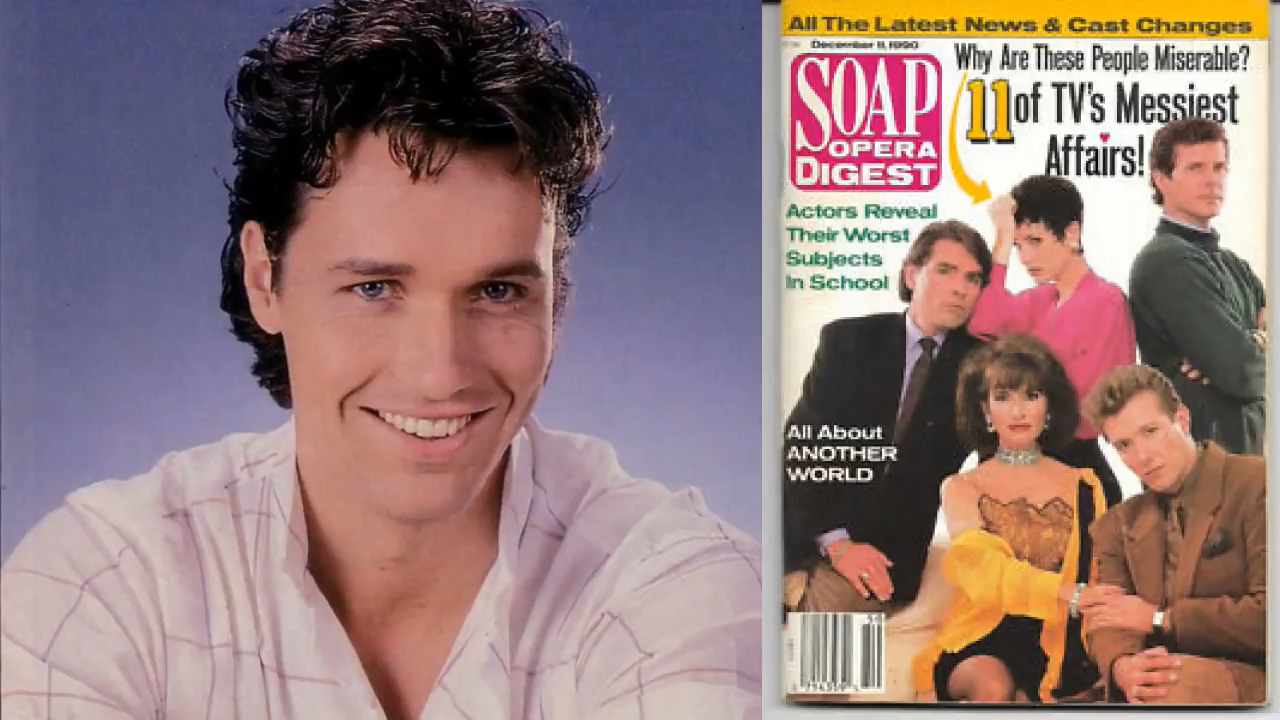 All The Latest News & Cast Changes
December 11, 1990
SOAP
OPERA
DIGEST
Why Are These People Miserable?
11 of TV's Messiest
Affairs!
Actors Reveal
Their Worst
Subjects
In School
All About
ANOTHER
WORLD